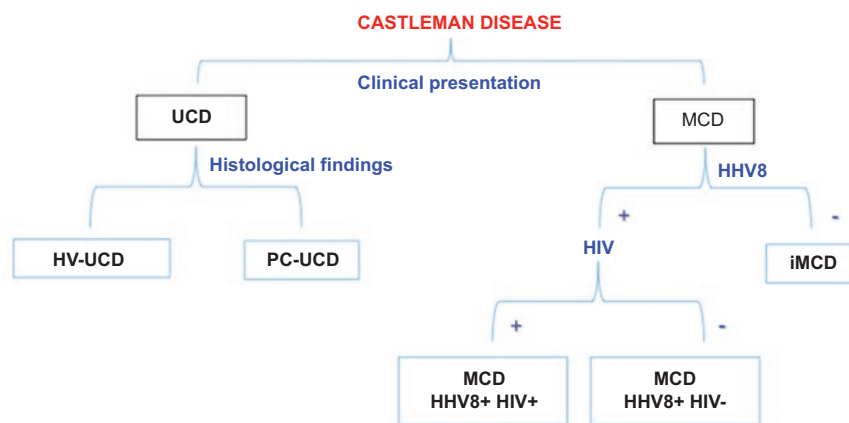 CASTLEMAN DISEASE
Clinical presentation
UCD
MCD
Histological findings
HHV8
+
-
HV-UCD
PC-UCD
HIV
iMCD
+
-
MCD
HHV8+ HIV+
MCD
HHV8+ HIV-